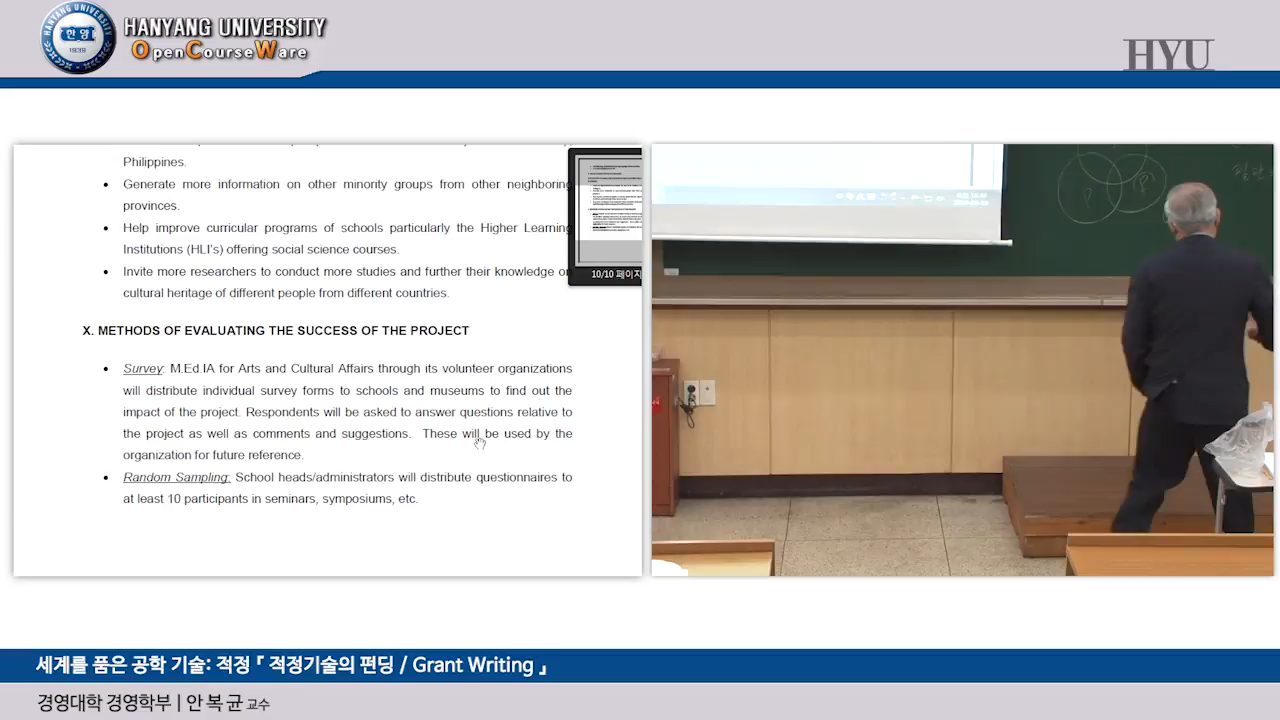 HANYANG UNIVERSITY
OpenCourseWare
한양
1939
HYU
Philippines.
• Generate more information on other minority groups from other neighboring
provinces.
• Help improve curricular programs of schools particularly the Higher Learning
Institutions (HLI's) offering social science courses.
• Invite more researchers to conduct more studies and further their knowledge on
cultural heritage of different people from different countries.
10/10 페이지
X. METHODS OF EVALUATING THE SUCCESS OF THE PROJECT
• Survey: M.Ed.IA for Arts and Cultural Affairs through its volunteer organizations
will distribute individual survey forms to schools and museums to find out the
impact of the project. Respondents will be asked to answer questions relative to
the project as well as comments and suggestions. These will be used by the
organization for future reference.
• Random Sampling: School heads/administrators will distribute questionnaires to
at least 10 participants in seminars, symposiums, etc.
P
세계를 품은 공학 기술: 적정 『 적정기술의 펀딩 / Grant Writing 』
경영대학 경영학부 | 안 복 균 교수